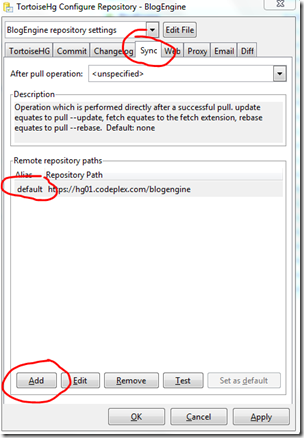 TortoiseHg Configure Repository - BlogEngine
BlogEngine repository settings
Edit File
TortoiseHG Commit Changelog Sync Web Proxy Email Diff
After pull operation: <unspecified>
Description
Operation which is performed directly after a successful pull. update
equates to pull --update, fetch equates to the fetch extension, rebase
equates to pull --rebase. Default: none
Remote repository paths
Alias Repository Path
default https://hg01.codeplex.com/blogengine
Add Edit Remove Test Set as default
OK Cancel Apply